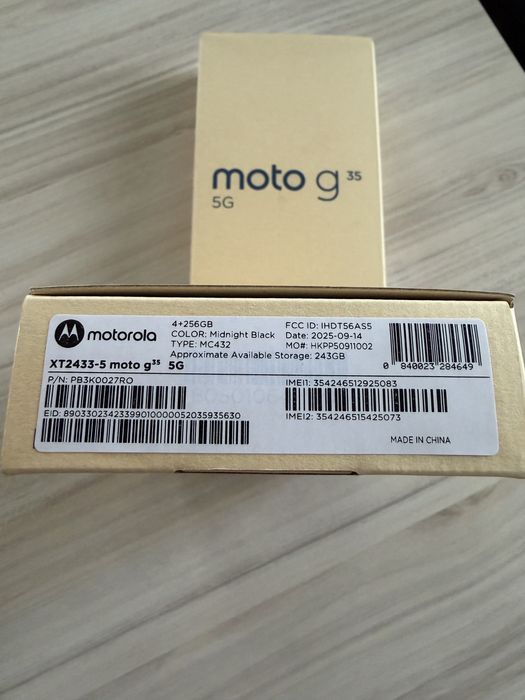 moto g 35
5G
motorola
4+256GB
COLOR: Midnight Black
TYPE: MC432
Approximate Available Storage: 243GB
FCC ID: IHDT56AS5
Date: 2025-09-14
MO#: HKPP50911002
0 840023 284649
XT2433-5 moto g35 5G
P/N: PB3K0027RO
EID: 89033023423399010000052035935630
IMEI1: 354246512925083
IMEI2: 354246515425073
MADE IN CHINA